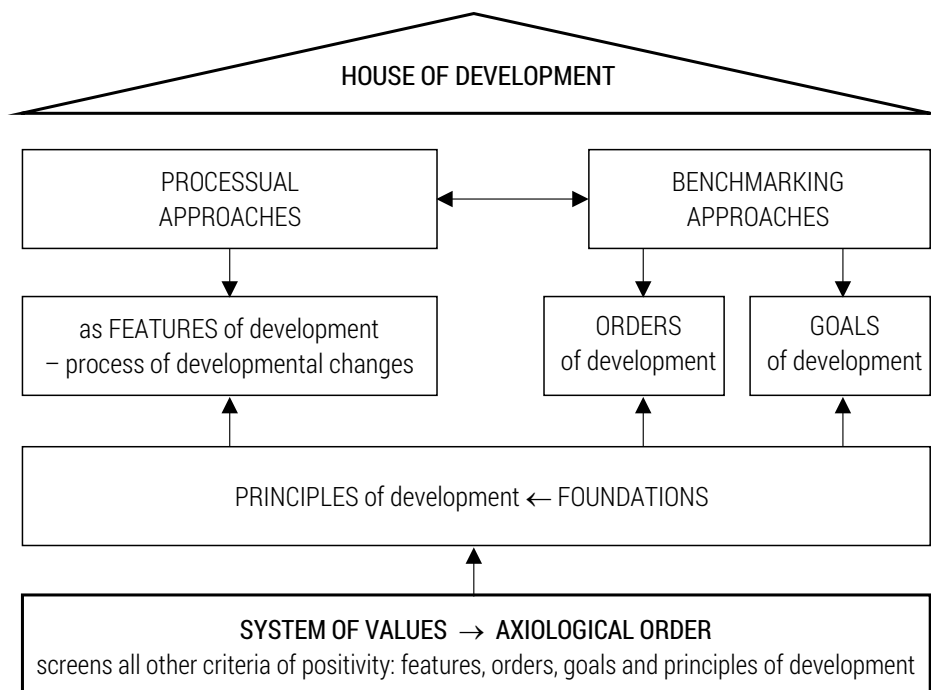 HOUSE OF DEVELOPMENT
PROCESSUAL
APPROACHES
BENCHMARKING
APPROACHES
as FEATURES of development
– process of developmental changes
ORDERS
of development
GOALS
of development
PRINCIPLES of development ← FOUNDATIONS
SYSTEM OF VALUES → AXIOLOGICAL ORDER
screens all other criteria of positivity: features, orders, goals and principles of development